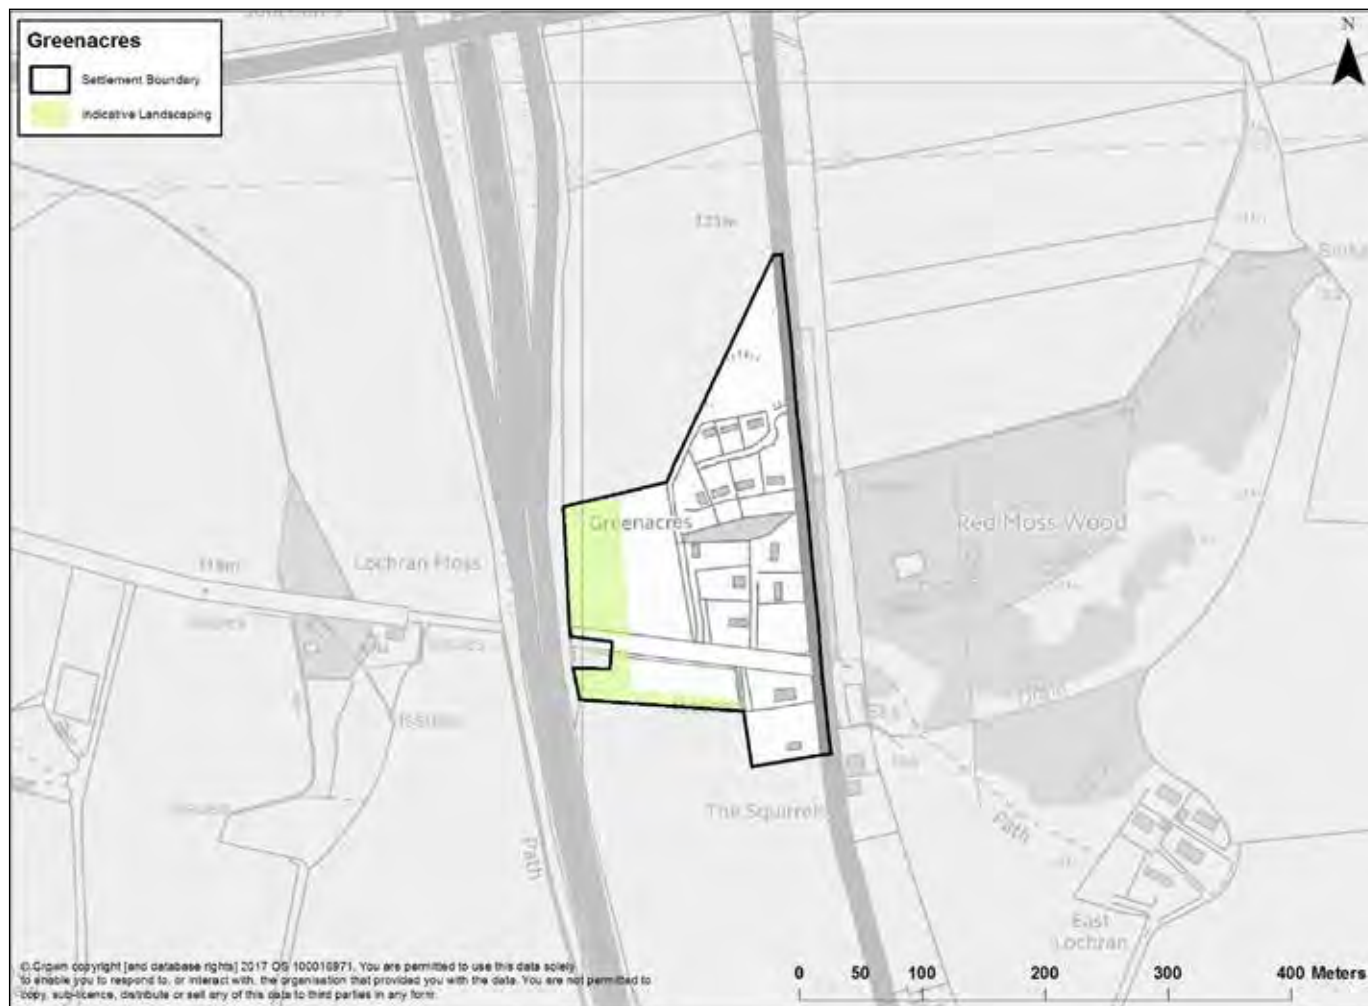 Greenacres
Settlement Boundary
Indicative Landscaping
N
Greenacres
Red Moss Wood
Lochran Moss
118m
Issues
The Squirrels
Path
Path
East
Lochran
© Crown copyright [and database rights] 2017 OS 100016971. You are permitted to use this data solely
to enable you to respond to, or interact with, the organisation that provided you with the data. You are not permitted to
copy, sub-licence, distribute or sell any of this data to third parties in any form.
0 50 100 200 300 400 Meters